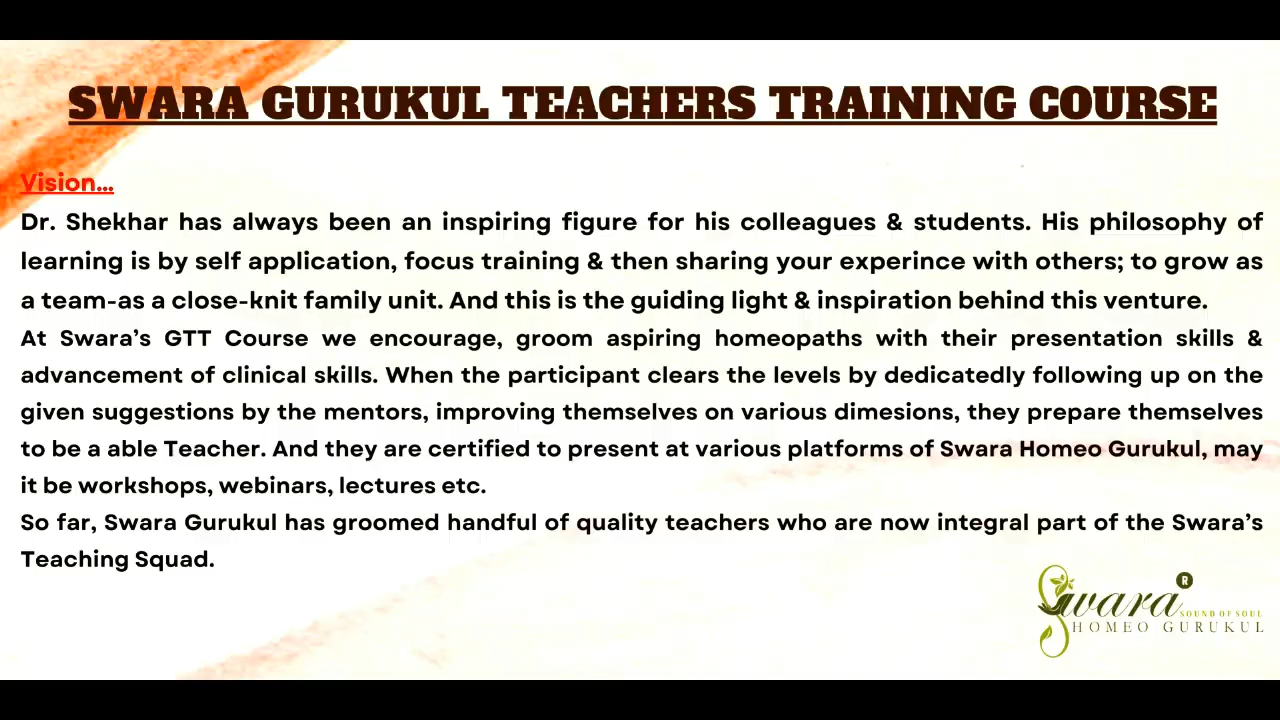 SWARA GURUKUL TEACHERS TRAINING COURSE
Vision...
Dr. Shekhar has always been an inspiring figure for his colleagues & students. His philosophy of
learning is by self application, focus training & then sharing your experince with others; to grow as
a team-as a close-knit family unit. And this is the guiding light & inspiration behind this venture.
At Swara's GTT Course we encourage, groom aspiring homeopaths with their presentation skills &
advancement of clinical skills. When the participant clears the levels by dedicatedly following up on the
given suggestions by the mentors, improving themselves on various dimesions, they prepare themselves
to be a able Teacher. And they are certified to present at various platforms of Swara Homeo Gurukul, may
it be workshops, webinars, lectures etc.
So far, Swara Gurukul has groomed handful of quality teachers who are now integral part of the Swara's
Teaching Squad.
Swara ®
SOUND OF SOUL
HOMEO GURUKUL